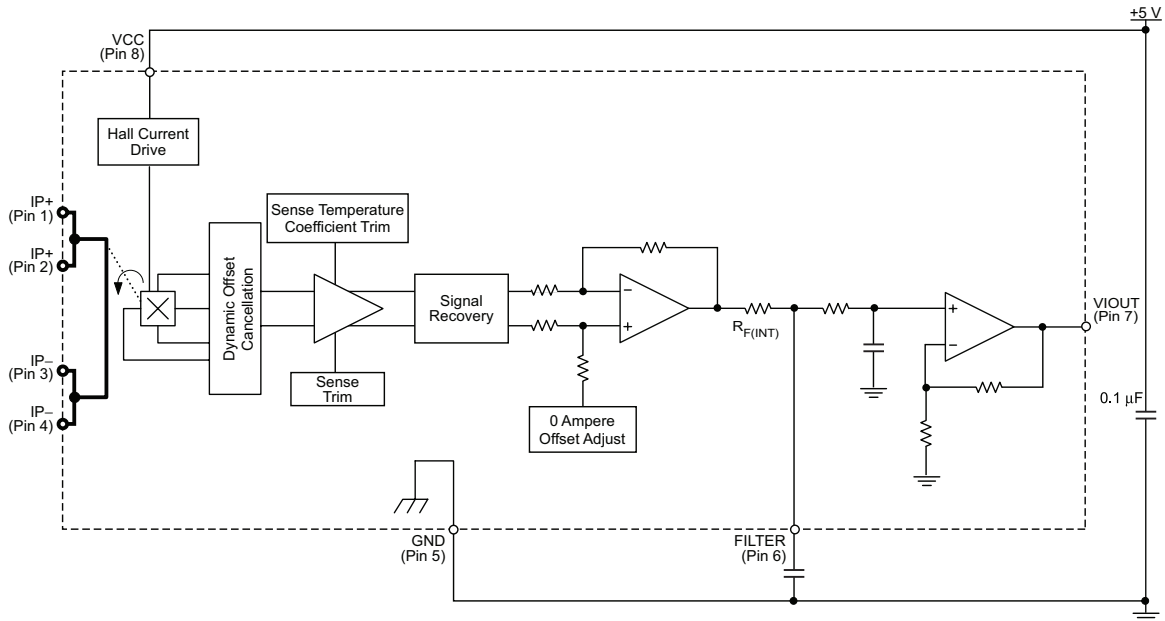 +5 V
VCC
(Pin 8)
Hall Current
Drive
IP+
(Pin 1)
IP+
(Pin 2)
IP–
(Pin 3)
IP–
(Pin 4)
Dynamic Offset
Cancellation
Sense Temperature
Coefficient Trim
Sense
Trim
Signal
Recovery
0 Ampere
Offset Adjust
–
+
RF(INT)
+
–
VIOUT
(Pin 7)
0.1 µF
GND
(Pin 5)
FILTER
(Pin 6)